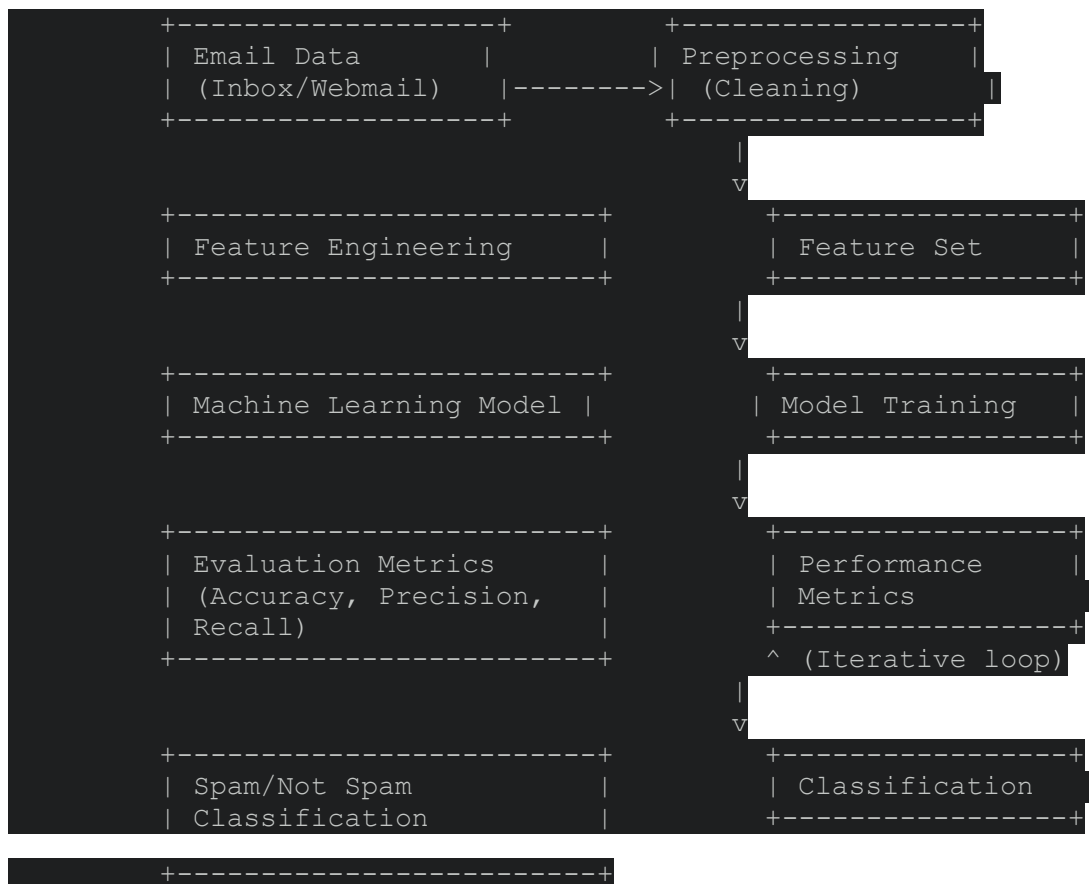 +-------------------+         +-----------------+
| Email Data       |         | Preprocessing    |
| (Inbox/Webmail)   |-------->| (Cleaning)       |
+-------------------+         +-----------------+
|
v
+-------------------------+         +-----------------+
| Feature Engineering     |         | Feature Set     |
+-------------------------+         +-----------------+
|
v
+-------------------------+         +-----------------+
| Machine Learning Model |         | Model Training   |
+-------------------------+         +-----------------+
|
v
+-------------------------+         +-----------------+
| Evaluation Metrics      |         | Performance     |
| (Accuracy, Precision,   |         | Metrics
| Recall)                 |         +-----------------+
+-------------------------+         ^ (Iterative loop)
|
v
+-------------------------+         +-----------------+
| Spam/Not Spam           |         | Classification
| Classification          |         +-----------------+
+-------------------------+